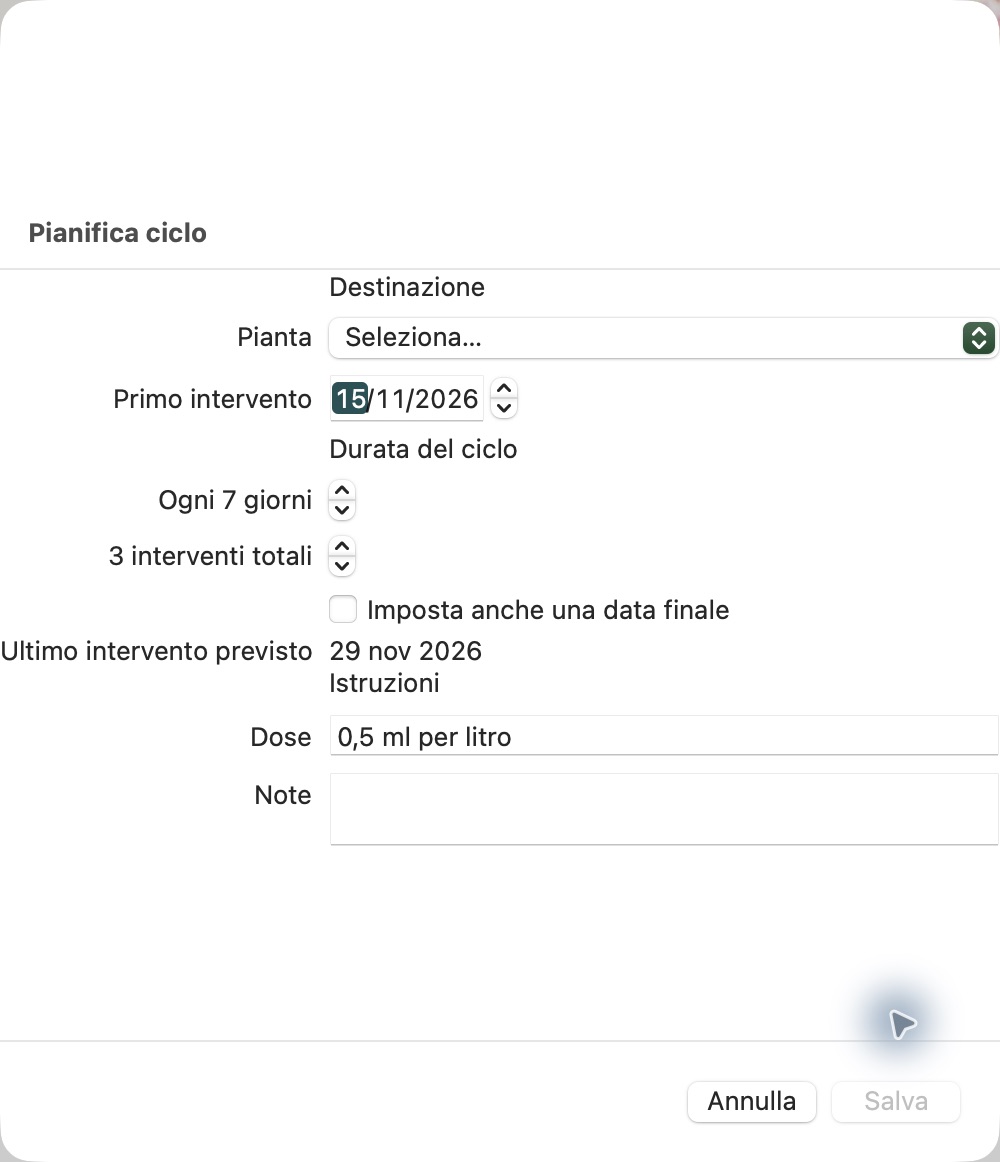 Pianifica ciclo
Destinazione
Pianta Seleziona...
Primo intervento 15/11/2026
Durata del ciclo
Ogni 7 giorni
3 interventi totali
Imposta anche una data finale
Ultimo intervento previsto 29 nov 2026
Istruzioni
Dose 0,5 ml per litro
Note
Annulla Salva